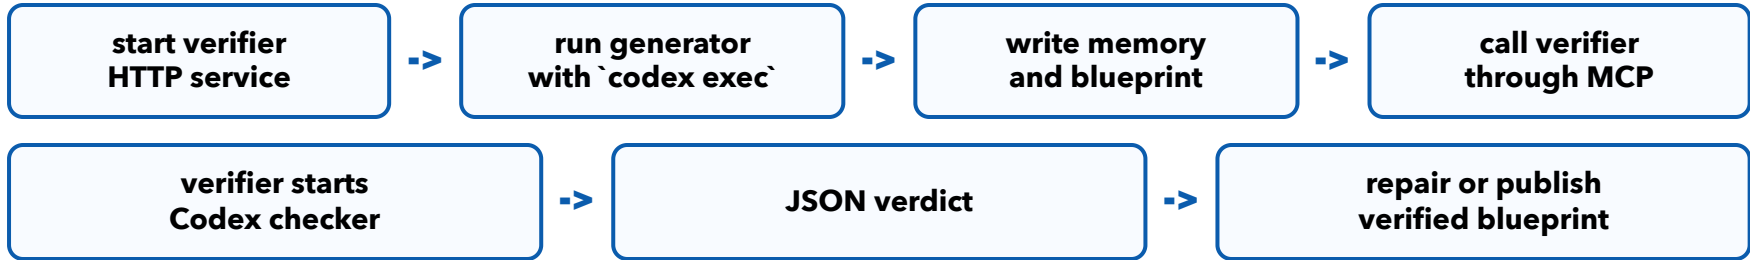 start verifier
HTTP service
->
run generator
with `codex exec`
->
write memory
and blueprint
->
call verifier
through MCP
verifier starts
Codex checker
->
JSON verdict
->
repair or publish
verified blueprint